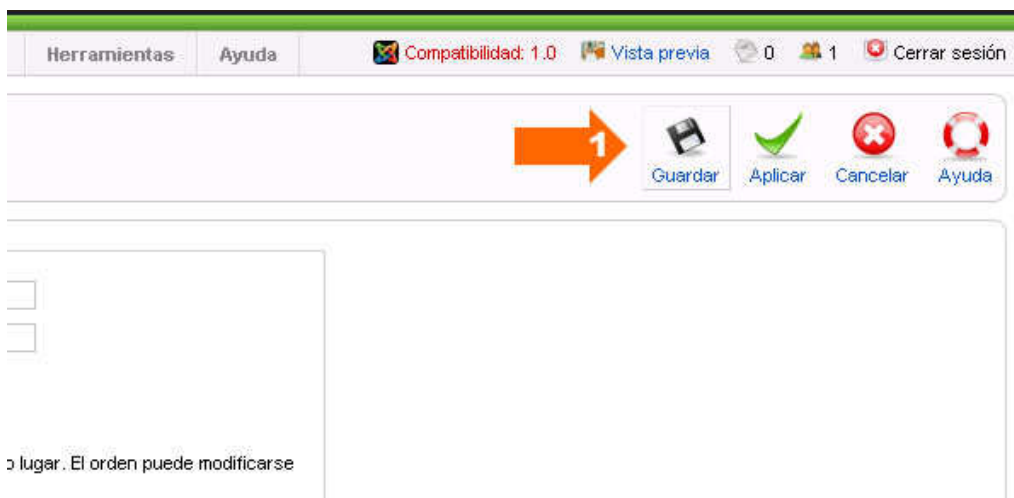 Herramientas Ayuda Compatibilidad: 1.0 Vista previa 0 1 Cerrar sesión
1
Guardar Aplicar Cancelar Ayuda
lugar. El orden puede modificarse